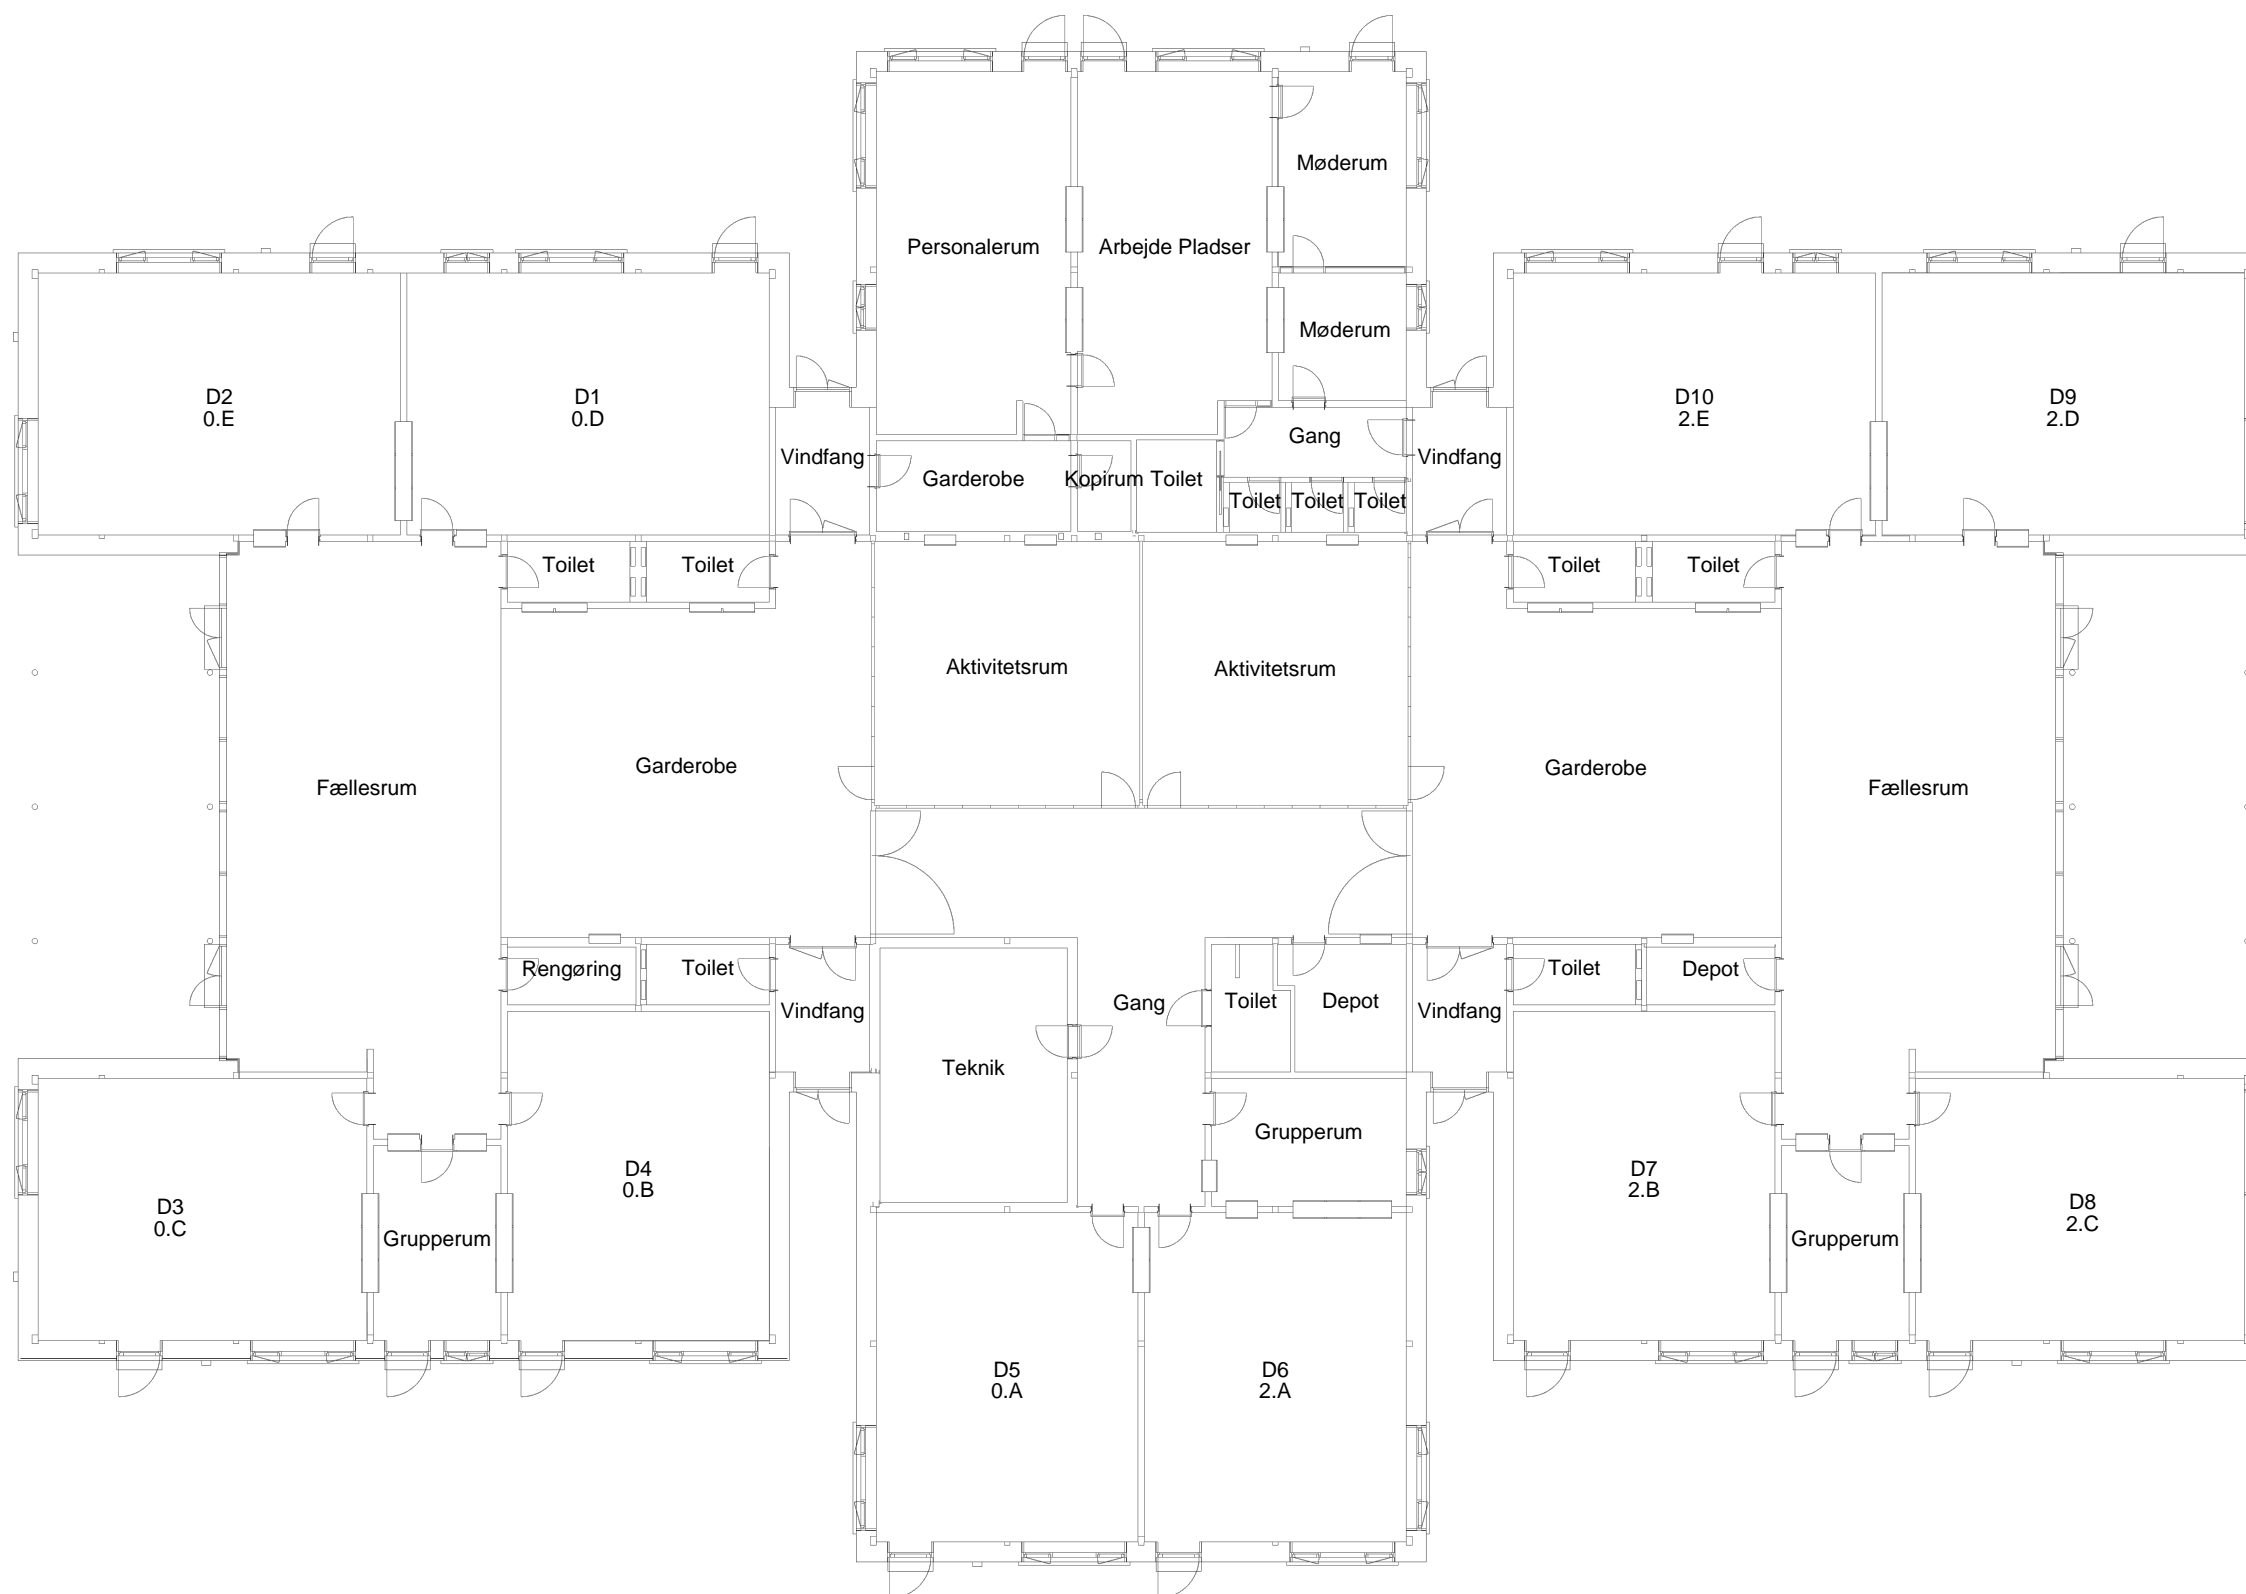 Møderum
Personalerum
Arbejde Pladser
Møderum
D2
0.E
D1
0.D
D10
2.E
D9
2.D
Vindfang
Garderobe
Kopirum
Toilet
Gang
Vindfang
Toilet
Toilet
Toilet
Toilet
Toilet
Toilet
Toilet
Aktivitetsrum
Aktivitetsrum
Fællesrum
Garderobe
Garderobe
Fællesrum
Rengøring
Toilet
Toilet
Depot
Vindfang
Gang
Toilet
Depot
Vindfang
Teknik
Grupperum
D3
0.C
D4
0.B
D7
2.B
D8
2.C
Grupperum
Grupperum
D5
0.A
D6
2.A